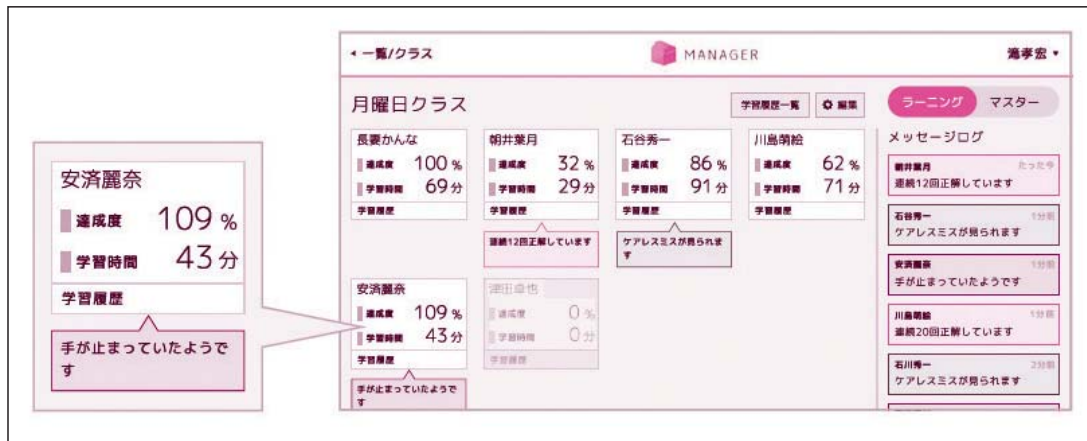 安済麗奈
達成度 109 %
学習時間 43 分
学習履歴
手が止まっていたようで
す
一覧/クラス
MANAGER
滝孝宏
月曜日クラス
学習履歴一覧
編集
ラーニング
マスター
長妻かんな
達成度 100 %
学習時間 69 分
学習履歴
朝井葉月
達成度 32 %
学習時間 29 分
学習履歴
連続12回正解しています
石谷秀一
達成度 86 %
学習時間 91 分
学習履歴
ケアレスミスが見られま
す
川島萌絵
達成度 62 %
学習時間 71 分
学習履歴
安済麗奈
達成度 109 %
学習時間 43 分
学習履歴
手が止まっていたようで
す
津田卓也
達成度 0 %
学習時間 0 分
学習履歴
メッセージログ
朝井葉月 たった今
連続12回正解しています
石谷秀一 1分前
ケアレスミスが見られます
安済麗奈 1分前
手が止まっていたようです
川島萌絵 1分前
連続20回正解しています
石川秀一 2分前
ケアレスミスが見られます